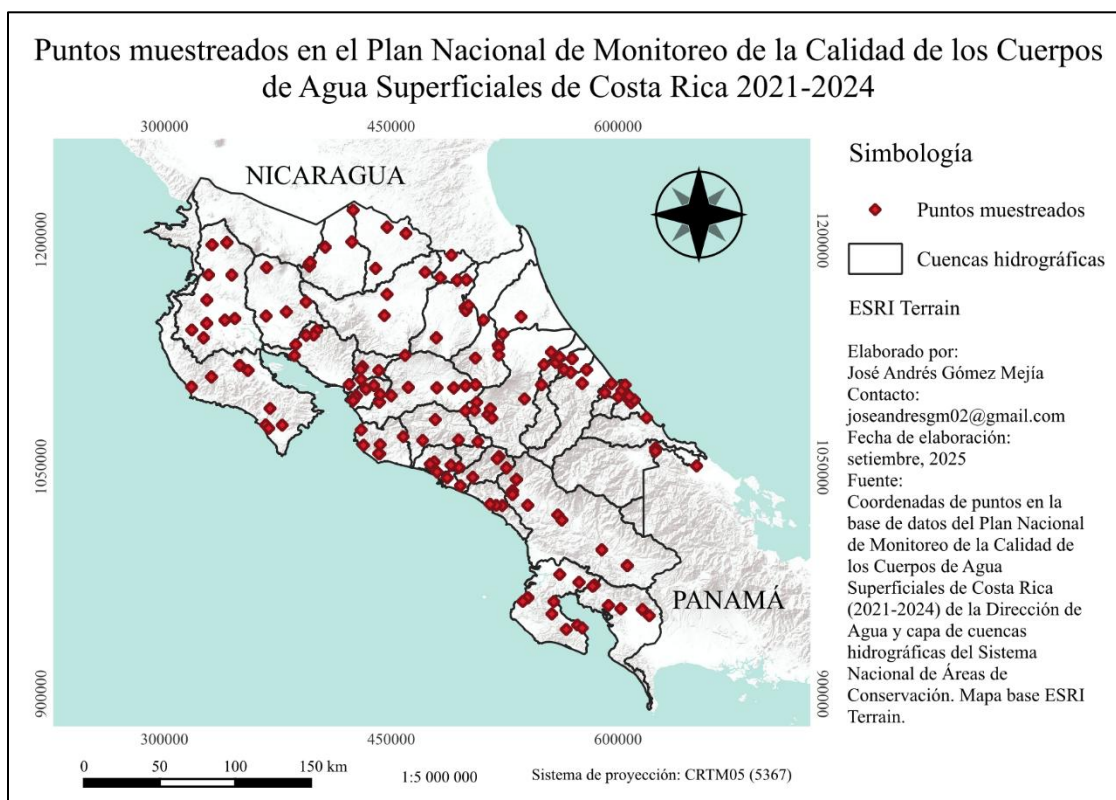 Puntos muestreados en el Plan Nacional de Monitoreo de la Calidad de los Cuerpos
de Agua Superficiales de Costa Rica 2021-2024
300000 450000 600000
NICARAGUA
PANAMÁ
1200000
1050000
900000
1200000
1050000
900000
300000 450000 600000
0 50 100 150 km
1:5 000 000
Sistema de proyección: CRTM05 (5367)
Simbología
Puntos muestreados
Cuencas hidrográficas
ESRI Terrain
Elaborado por:
José Andrés Gómez Mejía
Contacto:
joseandresgm02@gmail.com
Fecha de elaboración:
setiembre, 2025
Fuente:
Coordenadas de puntos en la
base de datos del Plan Nacional
de Monitoreo de la Calidad de
los Cuerpos de Agua
Superficiales de Costa Rica
(2021-2024) de la Dirección de
Agua y capa de cuencas
hidrográficas del Sistema
Nacional de Áreas de
Conservación. Mapa base ESRI
Terrain.